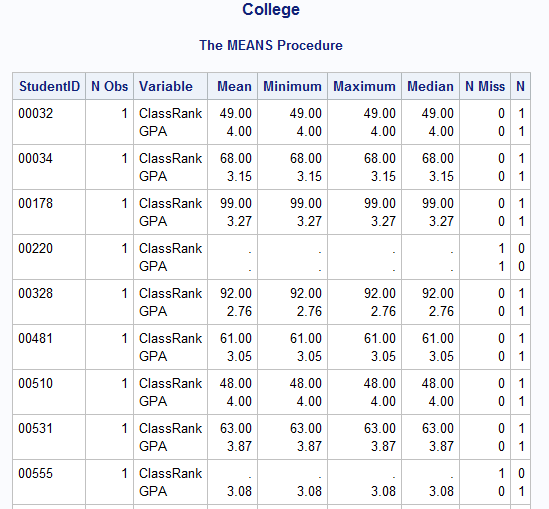 College
The MEANS Procedure
StudentID N Obs Variable Mean Minimum Maximum Median N Miss N
00032 1 ClassRank 49.00 49.00 49.00 49.00 0 1
GPA 4.00 4.00 4.00 4.00 0 1
00034 1 ClassRank 68.00 68.00 68.00 68.00 0 1
GPA 3.15 3.15 3.15 3.15 0 1
00178 1 ClassRank 99.00 99.00 99.00 99.00 0 1
GPA 3.27 3.27 3.27 3.27 0 1
00220 1 ClassRank . . . . 1 0
GPA . . . . 1 0
00328 1 ClassRank 92.00 92.00 92.00 92.00 0 1
GPA 2.76 2.76 2.76 2.76 0 1
00481 1 ClassRank 61.00 61.00 61.00 61.00 0 1
GPA 3.05 3.05 3.05 3.05 0 1
00510 1 ClassRank 48.00 48.00 48.00 48.00 0 1
GPA 4.00 4.00 4.00 4.00 0 1
00531 1 ClassRank 63.00 63.00 63.00 63.00 0 1
GPA 3.87 3.87 3.87 3.87 0 1
00555 1 ClassRank . . . . 1 0
GPA 3.08 3.08 3.08 3.08 0 1